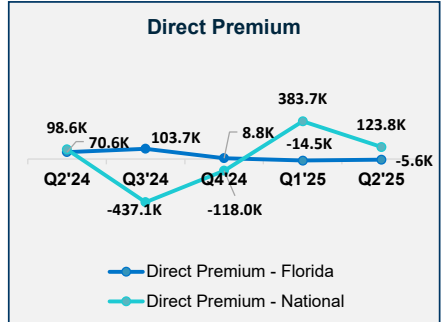 Direct Premium
383.7K
98.6K
70.6K
103.7K
8.8K
-14.5K
123.8K
-5.6K
Q2'24
Q3'24
Q4'24
Q1'25
Q2'25
-437.1K
-118.0K
Direct Premium - Florida
Direct Premium - National